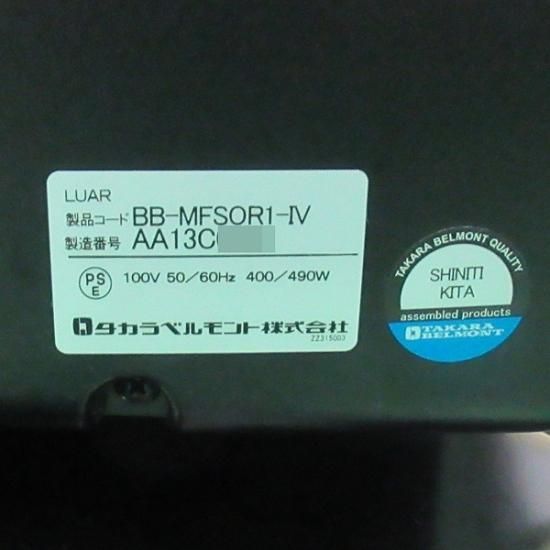 LUAR
製品コード BB-MFSOR1-IV
製造番号 AA13C
PS
E
100V 50/60Hz 400/490W
タカラベルモント株式会社
ZZ315003
TAKARA BELMONT QUALITY
SHINITI
KITA
assembled products
TAKARA
BELMONT